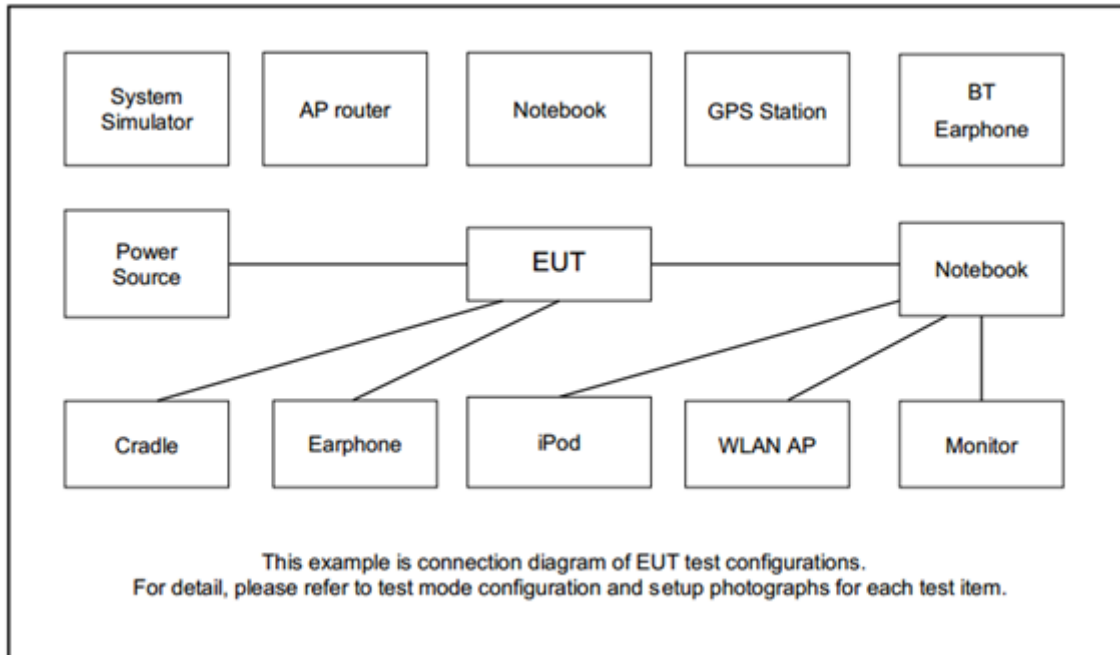 System
Simulator
AP router
Notebook
GPS Station
BT
Earphone
Power
Source
EUT
Notebook
Cradle
Earphone
iPod
WLAN AP
Monitor
This example is connection diagram of EUT test configurations.
For detail, please refer to test mode configuration and setup photographs for each test item.